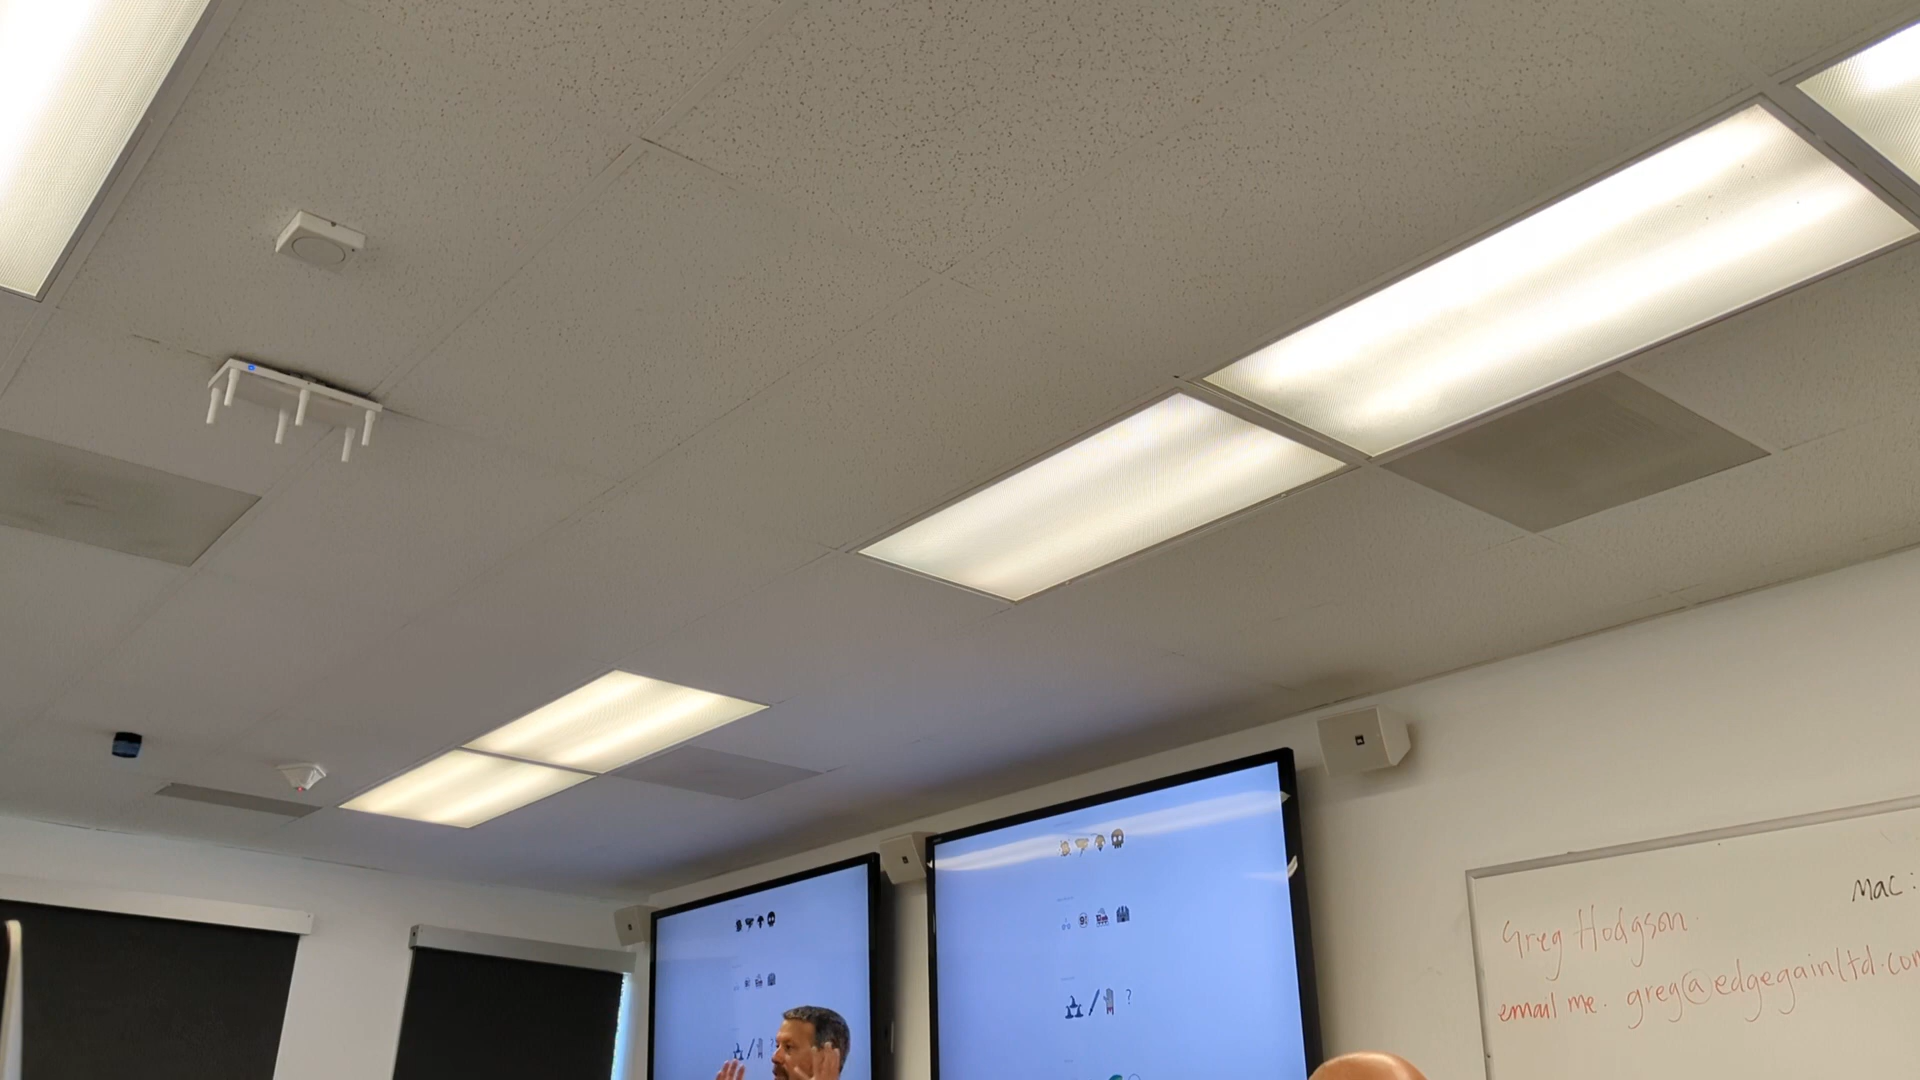 ?
?
Mac:
Greg Hodgson.
email me. greg@edgegainltd.com